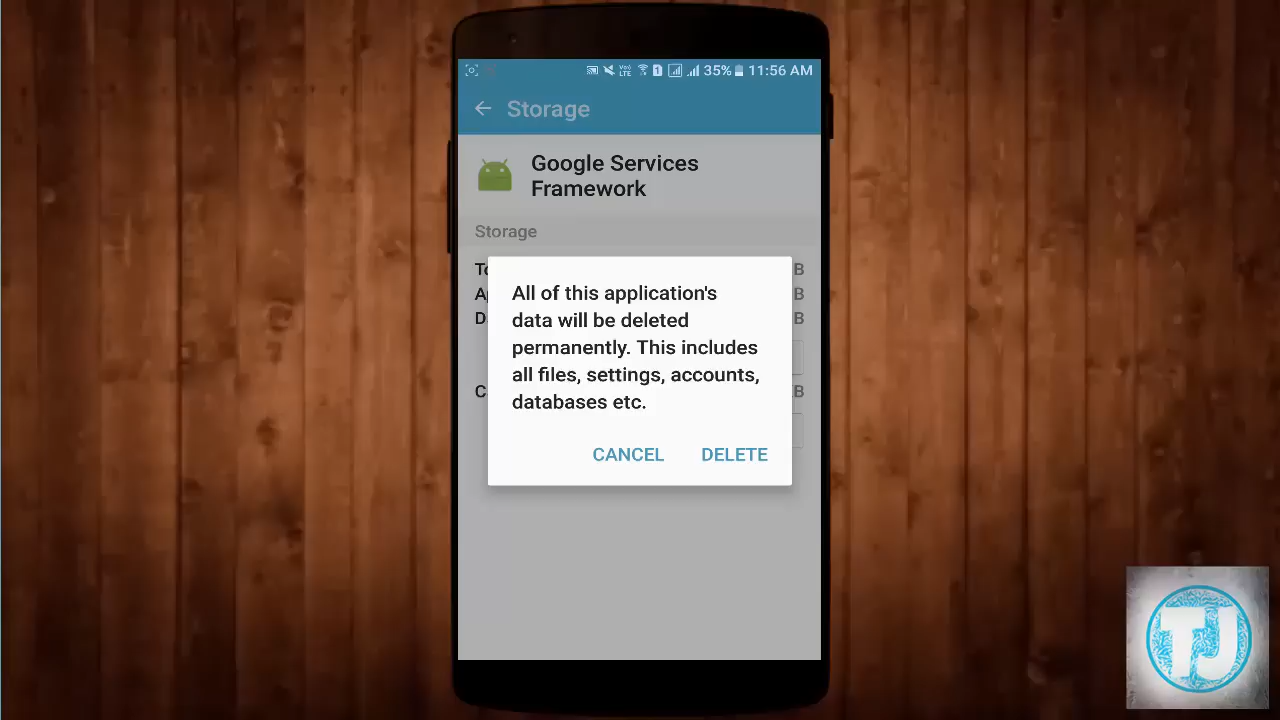 35% 11:56 AM
Storage
Google Services
Framework
Storage
All of this application's
data will be deleted
permanently. This includes
all files, settings, accounts,
databases etc.
CANCEL DELETE
TJ